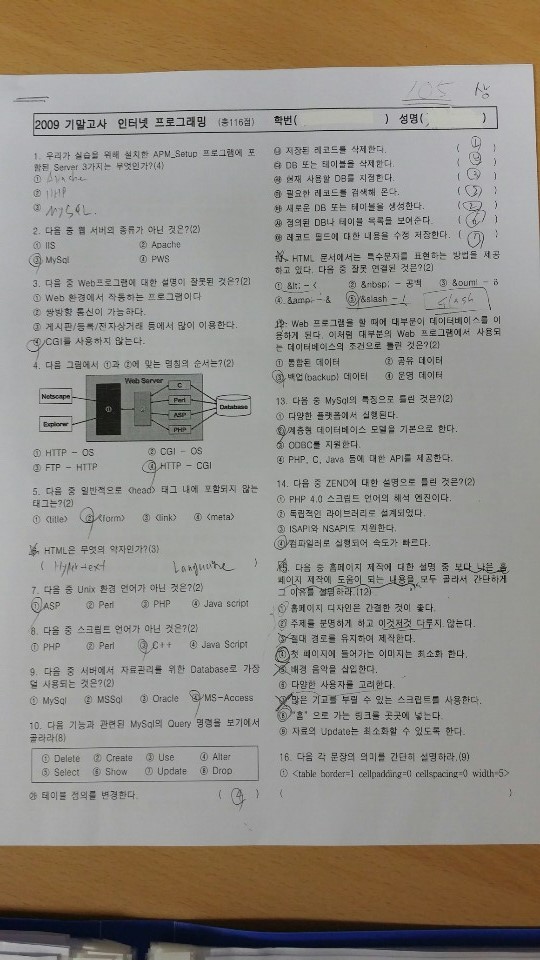 105
상
2009 기말고사 인터넷 프로그래밍 (총116점) 학번( ) 성명( )
1. 우리가 실습을 위해 설치한 APM_Setup 프로그램에 포
함된 Server 3가지는 무엇인가?(4)
① Apache
② PHP
③ MySQL.
2. 다음 중 웹 서버의 종류가 아닌 것은?(2)
① IIS ② Apache
③ MySql ④ PWS
3. 다음 중 Web프로그램에 대한 설명이 잘못된 것은?(2)
① Web 환경에서 작동하는 프로그램이다
② 쌍방향 통신이 가능하다.
③ 게시판/등록/전자상거래 등에서 많이 이용한다.
④ CGI를 사용하지 않는다.
4. 다음 그림에서 ①과 ②에 맞는 명칭의 순서는?(2)
Web Server
Netscape
Explorer
①
②
C
Perl
ASP
PHP
Database
① HTTP - OS ② CGI - OS
③ FTP - HTTP ④ HTTP - CGI
5. 다음 중 일반적으로 <head> 태그 내에 포함되지 않는
태그는?(2)
① <title> ② <form> ③ <link> ④ <meta>
6. HTML은 무엇의 약자인가?(3)
( Hypertext Language )
7. 다음 중 Unix 환경 언어가 아닌 것은?(2)
① ASP ② Perl ③ PHP ④ Java script
8. 다음 중 스크립트 언어가 아닌 것은?(2)
① PHP ② Perl ③ C++ ④ Java Script
9. 다음 중 서버에서 자료관리를 위한 Database로 가장
덜 사용되는 것은?(2)
① MySql ② MSSql ③ Oracle ④ MS-Access
10. 다음 기능과 관련된 MySql의 Query 명령을 보기에서
골라라(8)
① Delete ② Create ③ Use ④ Alter
⑤ Select ⑥ Show ⑦ Update ⑧ Drop
㉮ 테이블 정의를 변경한다. ( ④ )
㉯ 저장된 레코드를 삭제한다. ( ① )
㉰ DB 또는 테이블을 삭제한다. ( )
㉱ 현재 사용할 DB를 지정한다. ( ③ )
㉲ 필요한 레코드를 검색해 온다. ( ⑤ )
㉳ 새로운 DB 또는 테이블을 생성한다. ( ② )
㉴ 정의된 DB나 테이블 목록을 보여준다. ( ⑥ )
㉵ 레코드 필드에 대한 내용을 수정 저장한다. ( ⑦ )
11. HTML 문서에서는 특수문자를 표현하는 방법을 제공
하고 있다. 다음 중 잘못 연결된 것은?(2)
① &lt; - < ② &nbsp; - 공백 ③ &ouml - ö
④ &amp; - & ⑤ &slash - / slash
12. Web 프로그램을 할 때에 대부분이 데이터베이스를 이
용하게 된다. 이처럼 대부분의 Web 프로그램에서 사용되
는 데이터베이스의 조건으로 틀린 것은?(2)
① 통합된 데이터 ② 공유 데이터
③ 백업(backup) 데이터 ④ 운영 데이터
13. 다음 중 MySql의 특징으로 틀린 것은?(2)
① 다양한 플랫폼에서 실행된다.
② 계층형 데이터베이스 모델을 기본으로 한다.
③ ODBC를 지원한다.
④ PHP, C, Java 등에 대한 API를 제공한다.
14. 다음 중 ZEND에 대한 설명으로 틀린 것은?(2)
① PHP 4.0 스크립트 언어의 해석 엔진이다.
② 독립적인 라이브러리로 설계되었다.
③ ISAPI와 NSAPI도 지원한다.
④ 컴파일러로 실행되어 속도가 빠르다.
15. 다음 중 홈페이지 제작에 대한 설명 중 보다 나은 홈
페이지 제작에 도움이 되는 내용을 모두 골라서 간단하게
그 이유를 설명하라.(12)
① 홈페이지 디자인은 간결한 것이 좋다.
② 주제를 분명하게 하고 이것저것 다루지 않는다.
③ 절대 경로를 유지하여 제작한다.
④ 첫 페이지에 들어가는 이미지는 최소화 한다.
⑤ 배경 음악을 삽입한다.
⑥ 다양한 사용자를 고려한다.
⑦ 많은 기교를 부릴 수 있는 스크립트를 사용한다.
⑧ "홈" 으로 가는 링크를 곳곳에 넣는다.
⑨ 자료의 Update는 최소화할 수 있도록 한다.
16. 다음 각 문장의 의미를 간단히 설명하라.(9)
① <table border=1 cellpadding=0 cellspacing=0 width=5>
( )